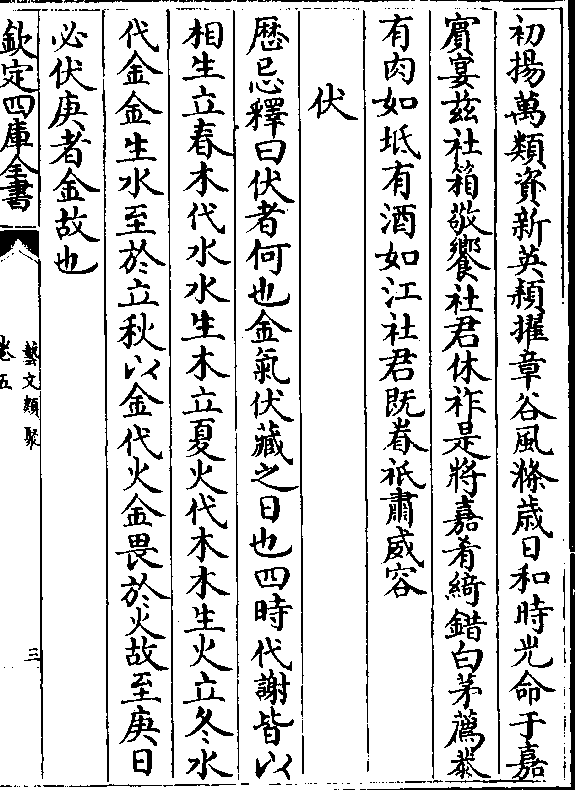 初揚萬類資新英頴擢章谷風滌歳日和時光命于嘉
賔宴兹社箱敬饗社君休祚是將嘉肴綺錯白茅薦恭
有肉如坻有酒如江社君既眷祇肅威容
伏
歴忌釋曰伏者何也金氣伏藏之日也四時代謝皆以
相生立春木代水水生木立夏火代木木生火立冬水
代金金生水至於立秋以金代火金畏於火故至庚日
必伏庚者金故也
欽定四庫全書
藝文類聚
卷五
三